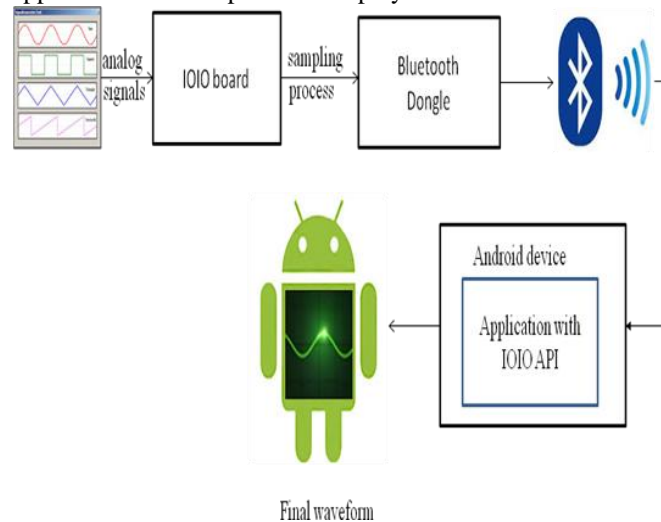 analog
signals
IOIO board
sampling
process
Bluetooth
Dongle
Android device
Application with
IOIO API
Final waveform